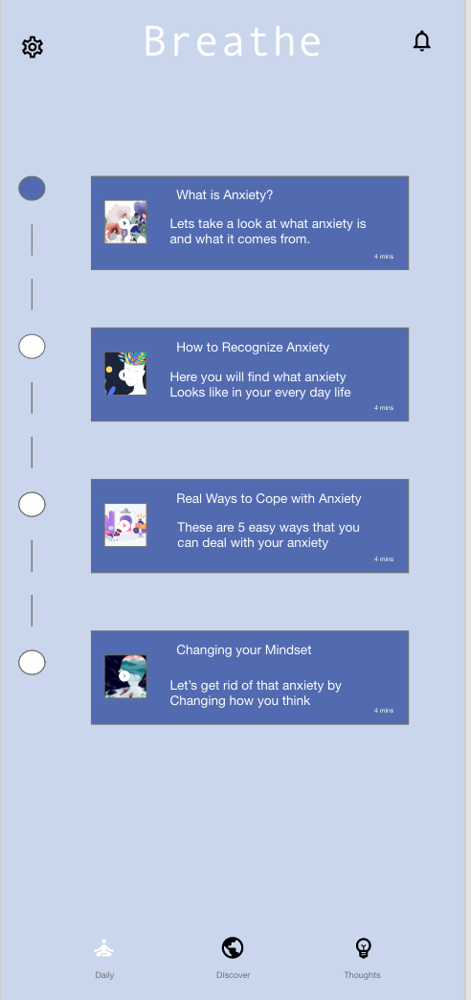 Breathe
What is Anxiety?
Lets take a look at what anxiety is
and what it comes from.
4 mins
How to Recognize Anxiety
Here you will find what anxiety
Looks like in your every day life
4 mins
Real Ways to Cope with Anxiety
These are 5 easy ways that you
can deal with your anxiety
4 mins
Changing your Mindset
Let's get rid of that anxiety by
Changing how you think
4 mins
Daily
Discover
Thoughts